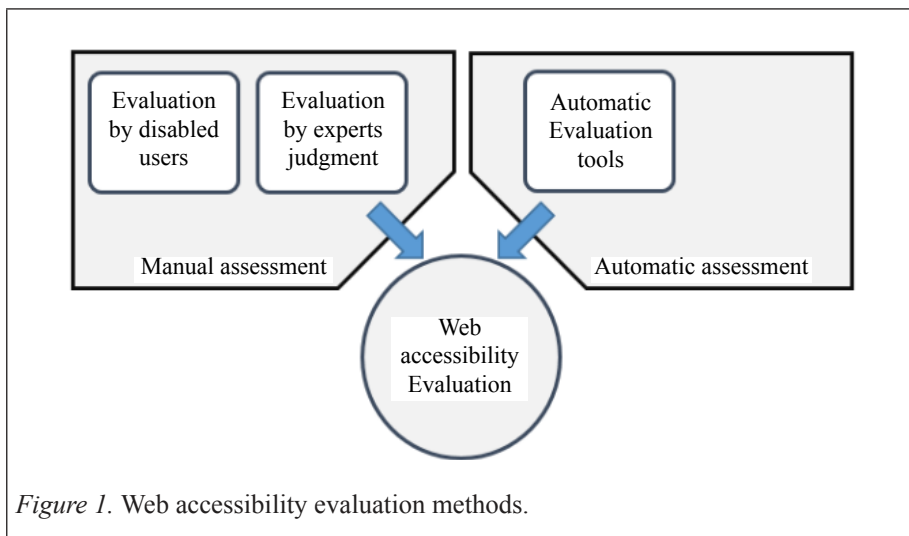 Evaluation
by disabled
users
Evaluation
by experts
judgment
Manual assessment
Automatic
Evaluation
tools
Automatic assessment
Web
accessibility
Evaluation
Figure 1. Web accessibility evaluation methods.